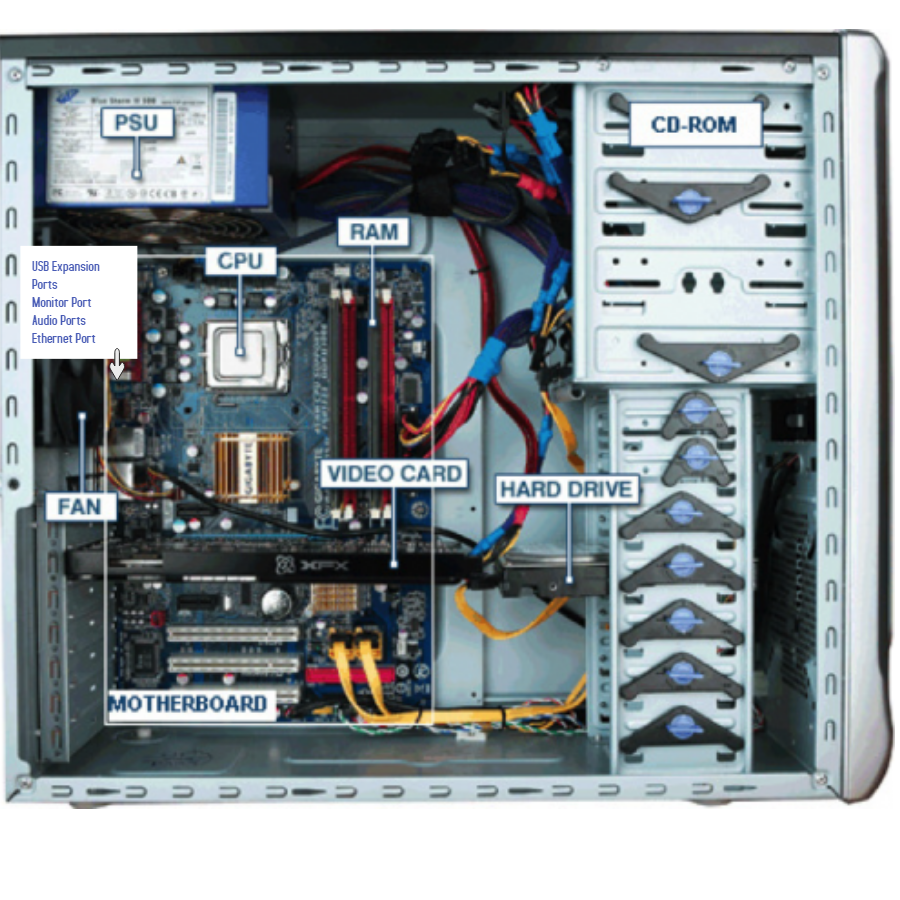 PSU
CD-ROM
RAM
CPU
USB Expansion
Ports
Monitor Port
Audio Ports
Ethernet Port
GIGABYTE
VIDEO CARD
HARD DRIVE
FAN
XFX
MOTHERBOARD